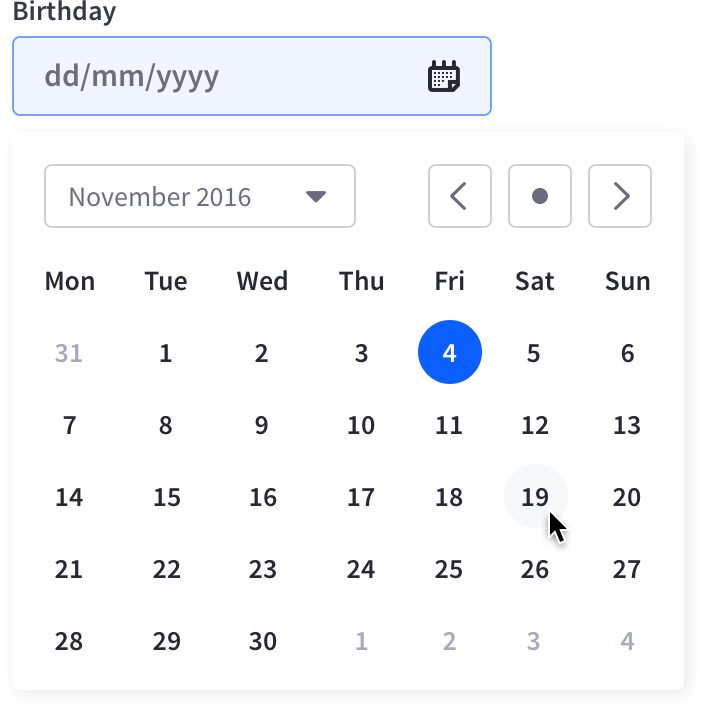 Birthday
dd/mm/yyyy
November 2016
Mon Tue Wed Thu Fri Sat Sun
31 1 2 3 4 5 6
7 8 9 10 11 12 13
14 15 16 17 18 19 20
21 22 23 24 25 26 27
28 29 30 1 2 3 4